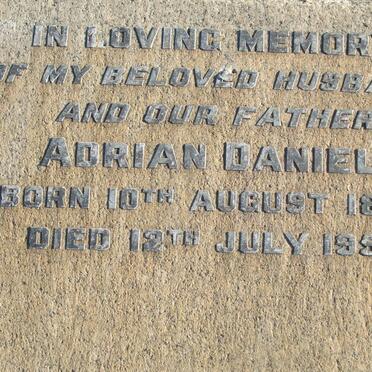 IN LOVING MEMORY
OF MY BELOVED HUSBA
AND OUR FATHER
ADRIAN DANIEL
BORN 10TH AUGUST 18
DIED 12TH JULY 19